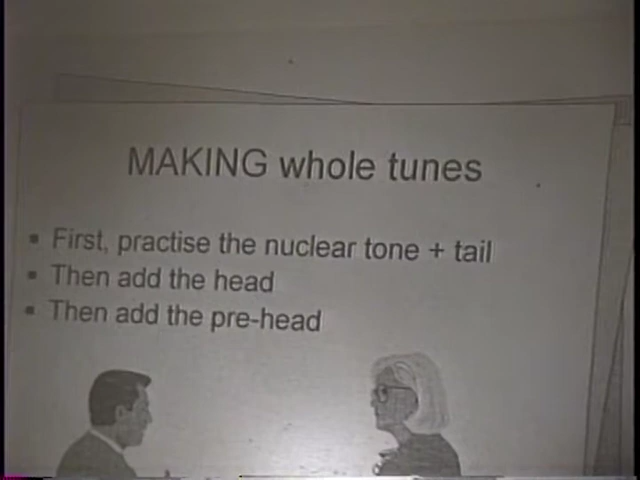 MAKING whole tunes
▪ First, practise the nuclear tone + tail
▪ Then add the head
▪ Then add the pre-head